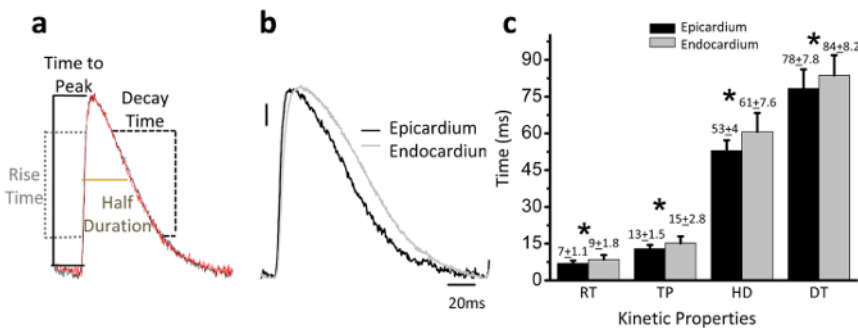 a
Time to
Peak
Decay
Time
Rise
Time
Half
Duration
b
Epicardium
Endocardiun
20ms
c
Epicardium
Endocardium
Time (ms)
90
75
60
45
30
15
0
7±1.1
9±1.8
*
13±1.5
15±2.8
*
53±4
61±7.6
*
78±7.8
84±8.2
*
RT
TP
HD
DT
Kinetic Properties